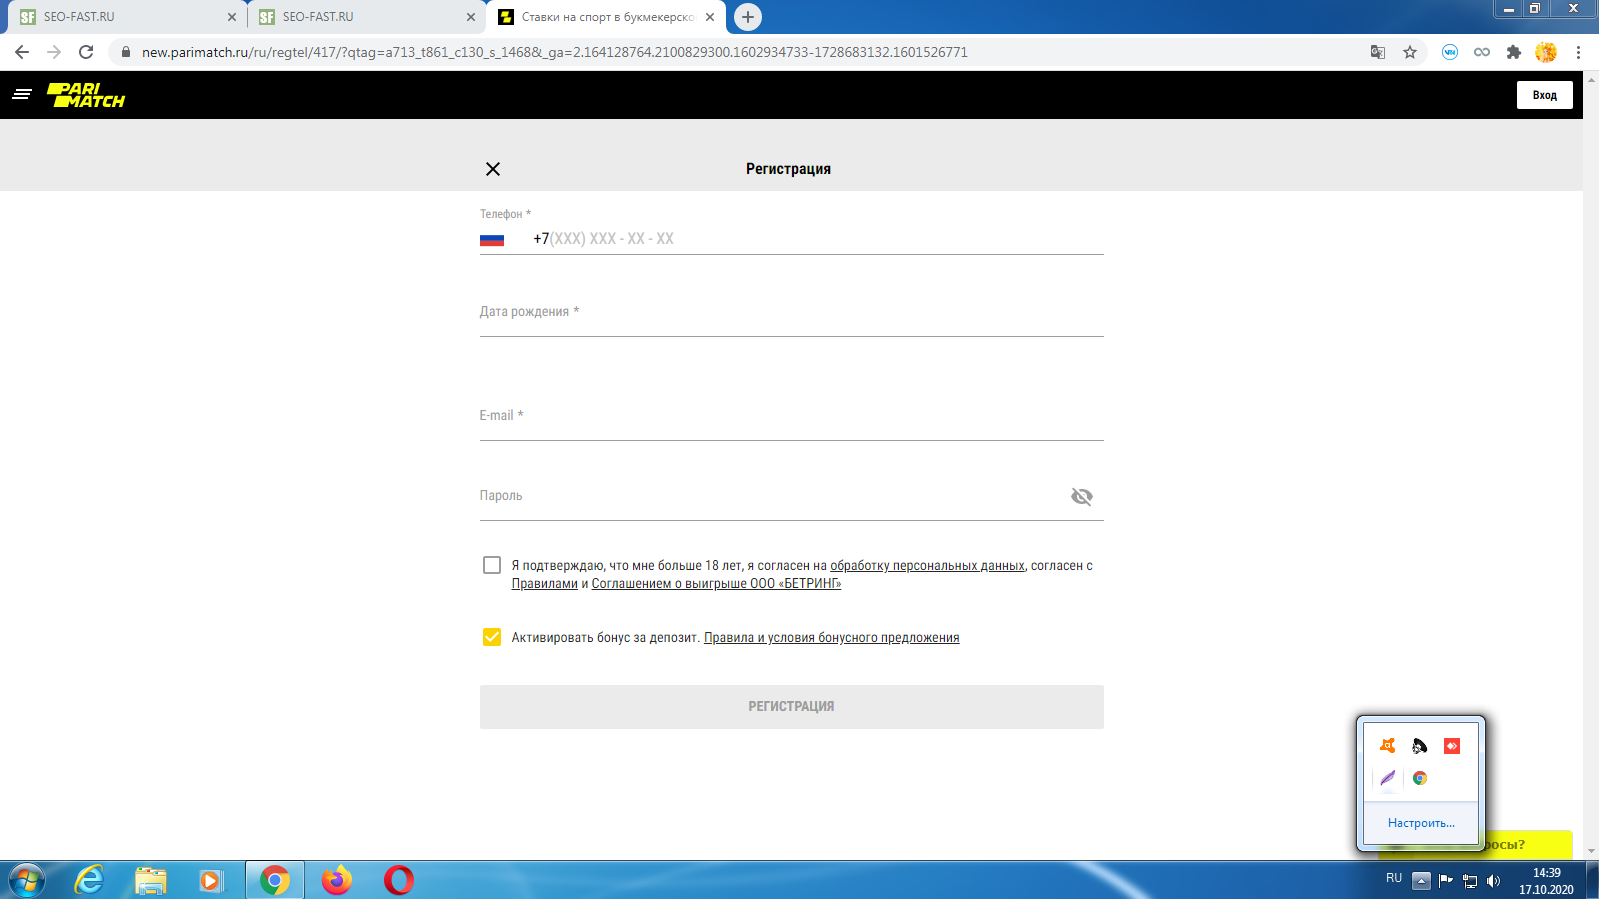 SEO-FAST.RU
SEO-FAST.RU
Ставки на спорт в букмекерско
new.parimatch.ru/ru/regtel/417/?qtag=a713_t861_c130_s_1468&_ga=2.164128764.2100829300.1602934733-1728683132.1601526771
PARI MATCH
Вход
Регистрация
Телефон *
+7(XXX) XXX - XX - XX
Дата рождения *
E-mail *
Пароль
Я подтверждаю, что мне больше 18 лет, я согласен на обработку персональных данных, согласен с
Правилами и Соглашением о выигрыше ООО «БЕТРИНГ»
Активировать бонус за депозит. Правила и условия бонусного предложения
РЕГИСТРАЦИЯ
Настроить...
RU
14:39
17.10.2020